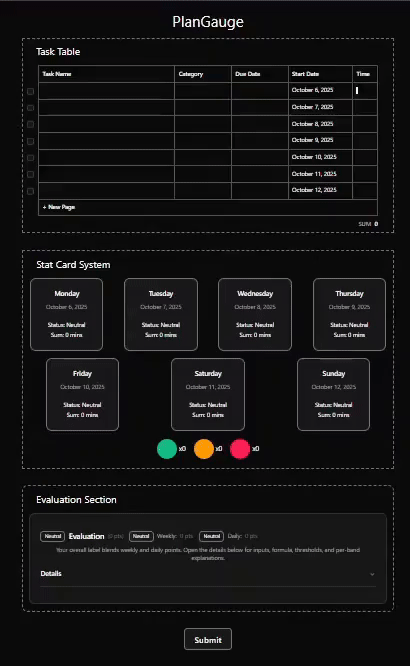 PlanGauge
Task Table
Task Name Category Due Date Start Date Time
October 6, 2025
October 7, 2025
October 8, 2025
October 9, 2025
October 10, 2025
October 11, 2025
October 12, 2025
+ New Page
SUM 0
Stat Card System
Monday
October 6, 2025
Status: Neutral
Sum: 0 mins
Tuesday
October 7, 2025
Status: Neutral
Sum: 0 mins
Wednesday
October 8, 2025
Status: Neutral
Sum: 0 mins
Thursday
October 9, 2025
Status: Neutral
Sum: 0 mins
Friday
October 10, 2025
Status: Neutral
Sum: 0 mins
Saturday
October 11, 2025
Status: Neutral
Sum: 0 mins
Sunday
October 12, 2025
Status: Neutral
Sum: 0 mins
x0 x0 x0
Evaluation Section
Neutral Evaluation (0 pts) Neutral Weekly: 0 pts Neutral Daily: 0 pts
Your overall label blends weekly and daily points. Open the details below for inputs, formula, thresholds, and per-band
explanations.
Details
Submit